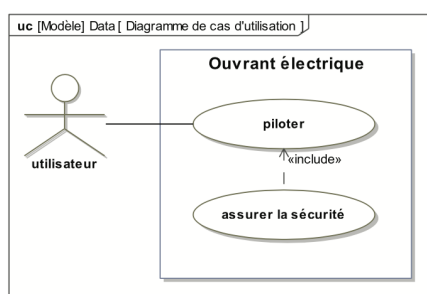 uc [Modèle] Data [ Diagramme de cas d'utilisation ]
Ouvrant électrique
piloter
«include»
utilisateur
assurer la sécurité